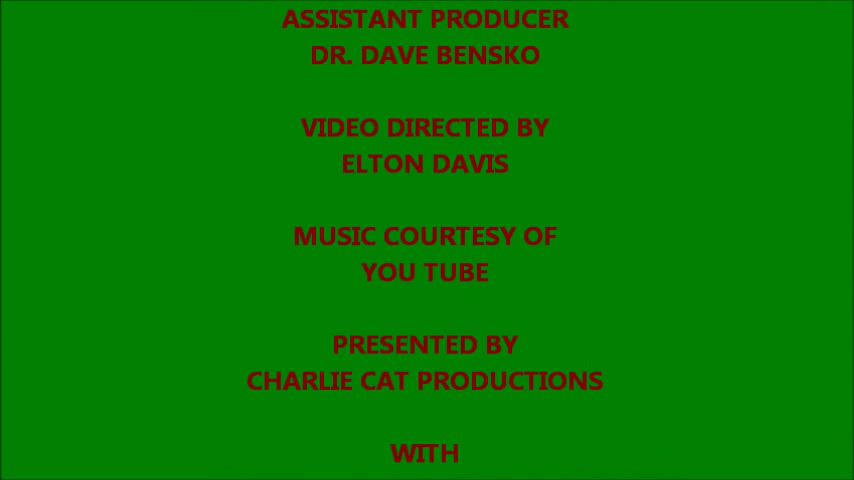 ASSISTANT PRODUCER
DR. DAVE BENSKO
VIDEO DIRECTED BY
ELTON DAVIS
MUSIC COURTESY OF
YOU TUBE
PRESENTED BY
CHARLIE CAT PRODUCTIONS
WITH